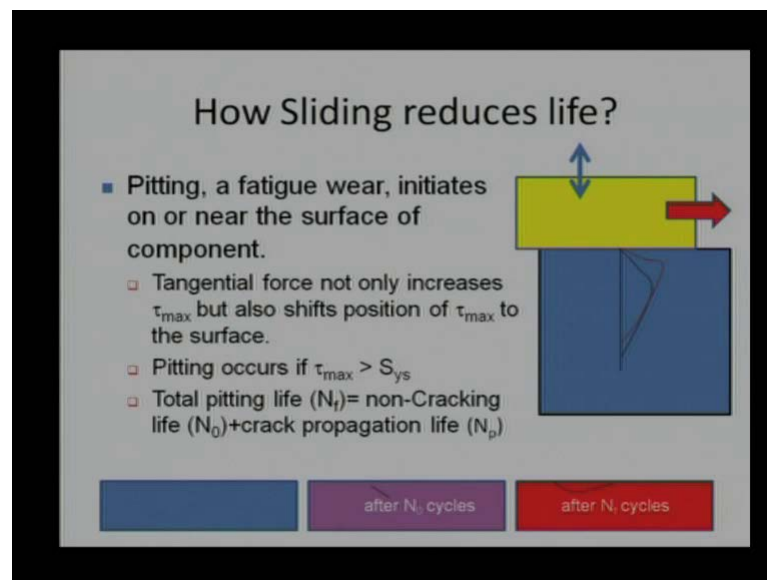 How Sliding reduces life?
Pitting, a fatigue wear, initiates
on or near the surface of
component.
Tangential force not only increases
τmax but also shifts position of τmax to
the surface.
Pitting occurs if τmax > Sys
Total pitting life (Nf)= non-Cracking
life (N0)+crack propagation life (Np)
after N0 cycles
after Nf cycles